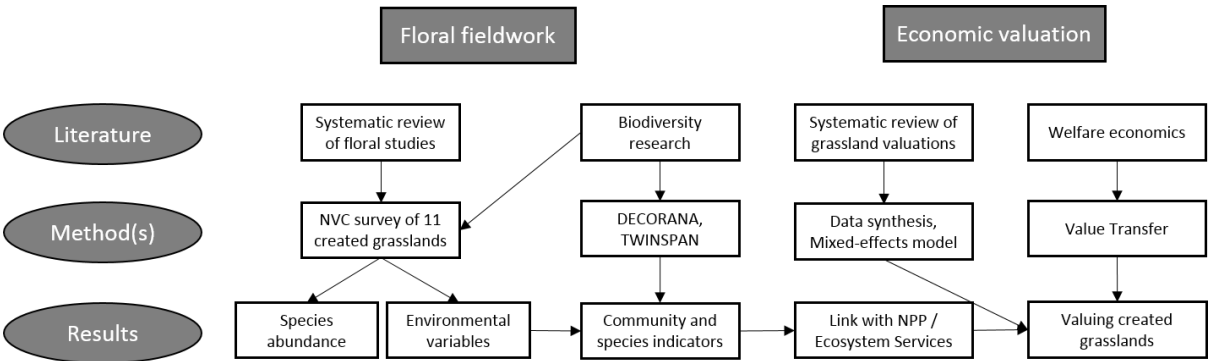 Floral fieldwork
Economic valuation
Literature
Systematic review
of floral studies
Biodiversity
research
Systematic review of
grassland valuations
Welfare economics
Method(s)
NVC survey of 11
created grasslands
DECORANA,
TWINSPAN
Data synthesis,
Mixed-effects model
Value Transfer
Results
Species
abundance
Environmental
variables
Community and
species indicators
Link with NPP /
Ecosystem Services
Valuing created
grasslands